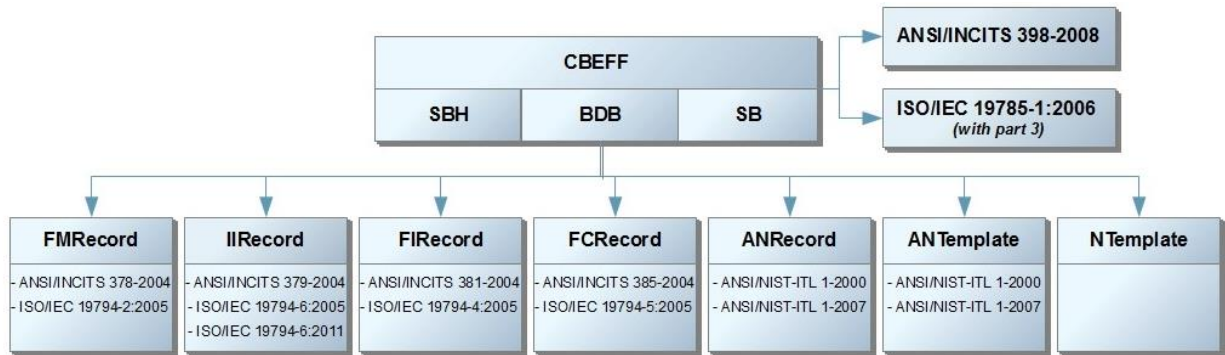 CBEFF
SBH BDB SB
ANSI/INCITS 398-2008
ISO/IEC 19785-1:2006
(with part 3)
FMRecord
- ANSI/INCITS 378-2004
- ISO/IEC 19794-2:2005
IIRecord
- ANSI/INCITS 379-2004
- ISO/IEC 19794-6:2005
- ISO/IEC 19794-6:2011
FIRecord
- ANSI/INCITS 381-2004
- ISO/IEC 19794-4:2005
FCRecord
- ANSI/INCITS 385-2004
- ISO/IEC 19794-5:2005
ANRecord
- ANSI/NIST-ITL 1-2000
- ANSI/NIST-ITL 1-2007
ANTemplate
- ANSI/NIST-ITL 1-2000
- ANSI/NIST-ITL 1-2007
NTemplate